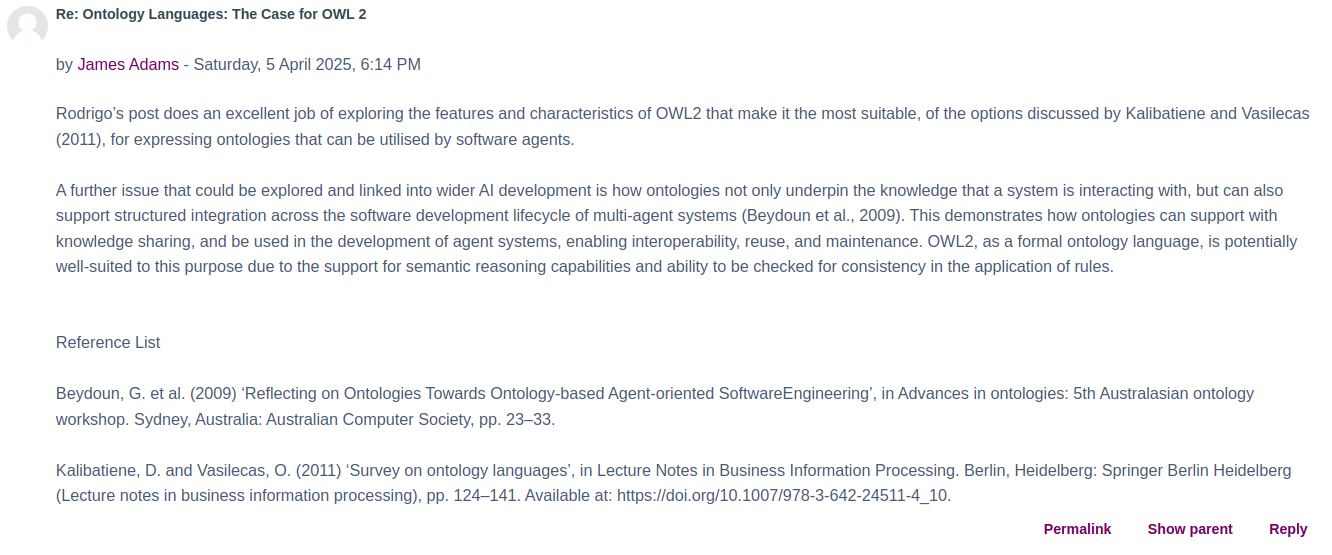 Re: Ontology Languages: The Case for OWL 2
by James Adams - Saturday, 5 April 2025, 6:14 PM
Rodrigo’s post does an excellent job of exploring the features and characteristics of OWL2 that make it the most suitable, of the options discussed by Kalibatiene and Vasilecas
(2011), for expressing ontologies that can be utilised by software agents.
A further issue that could be explored and linked into wider AI development is how ontologies not only underpin the knowledge that a system is interacting with, but can also
support structured integration across the software development lifecycle of multi-agent systems (Beydoun et al., 2009). This demonstrates how ontologies can support with
knowledge sharing, and be used in the development of agent systems, enabling interoperability, reuse, and maintenance. OWL2, as a formal ontology language, is potentially
well-suited to this purpose due to the support for semantic reasoning capabilities and ability to be checked for consistency in the application of rules.
Reference List
Beydoun, G. et al. (2009) ‘Reflecting on Ontologies Towards Ontology-based Agent-oriented SoftwareEngineering’, in Advances in ontologies: 5th Australasian ontology
workshop. Sydney, Australia: Australian Computer Society, pp. 23–33.
Kalibatiene, D. and Vasilecas, O. (2011) ‘Survey on ontology languages’, in Lecture Notes in Business Information Processing. Berlin, Heidelberg: Springer Berlin Heidelberg
(Lecture notes in business information processing), pp. 124–141. Available at: https://doi.org/10.1007/978-3-642-24511-4_10.
Permalink Show parent Reply